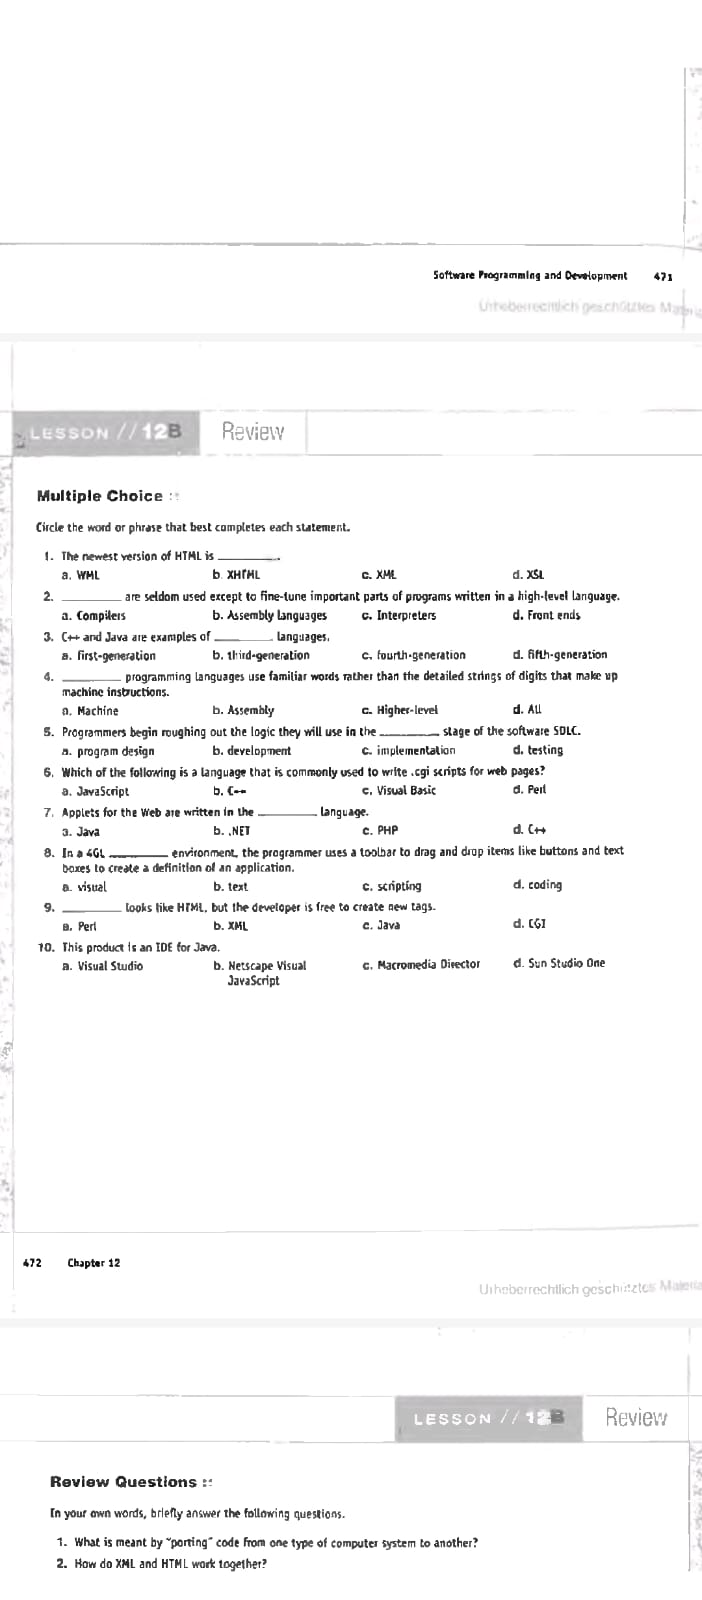 Software Programming and Development 471
Urheberrechtlich geschütztes
LESSON // 12B Review
Multiple Choice ::
Circle the word or phrase that best completes each statement.
1. The newest version of HTML is ________.
a. WML b. XHTML c. XML d. XSL
2. ________ are seldom used except to fine-tune important parts of programs written in a high-level language.
a. Compilers b. Assembly languages c. Interpreters d. Front ends
3. C++ and Java are examples of ________ languages.
a. first-generation b. third-generation c. fourth-generation d. fifth-generation
4. ________ programming languages use familiar words rather than the detailed strings of digits that make up
machine instructions.
a. Machine b. Assembly c. Higher-level d. All
5. Programmers begin roughing out the logic they will use in the ________ stage of the software SDLC.
a. program design b. development c. implementation d. testing
6. Which of the following is a language that is commonly used to write .cgi scripts for web pages?
a. JavaScript b. C++ c. Visual Basic d. Perl
7. Applets for the Web are written in the ________ language.
a. Java b. .NET c. PHP d. C++
8. In a 4GL ________ environment, the programmer uses a toolbar to drag and drop items like buttons and text
boxes to create a definition of an application.
a. visual b. text c. scripting d. coding
9. ________ looks like HTML, but the developer is free to create new tags.
a. Perl b. XML c. Java d. CGI
10. This product is an IDE for Java.
a. Visual Studio b. Netscape Visual c. Macromedia Director d. Sun Studio One
JavaScript
472 Chapter 12
Urheberrechtlich geschütztes
LESSON // 12B Review
Review Questions ::
In your own words, briefly answer the following questions.
1. What is meant by "porting" code from one type of computer system to another?
2. How do XML and HTML work together?